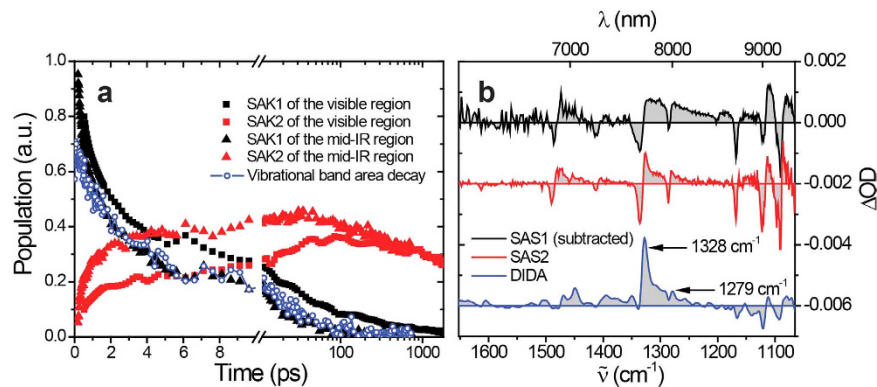 λ (nm)
7000 8000 9000
a
b
1.0
0.8
0.6
0.4
0.2
0.0
Population (a.u.)
SAK1 of the visible region
SAK2 of the visible region
SAK1 of the mid-IR region
SAK2 of the mid-IR region
Vibrational band area decay
0 2 4 6 8 100 1000
Time (ps)
0.002
0.000
-0.002
-0.004
-0.006
ΔOD
SAS1 (subtracted)
SAS2
DIDA
1328 cm⁻¹
1279 cm⁻¹
1600 1500 1400 1300 1200 1100
ν̃ (cm⁻¹)